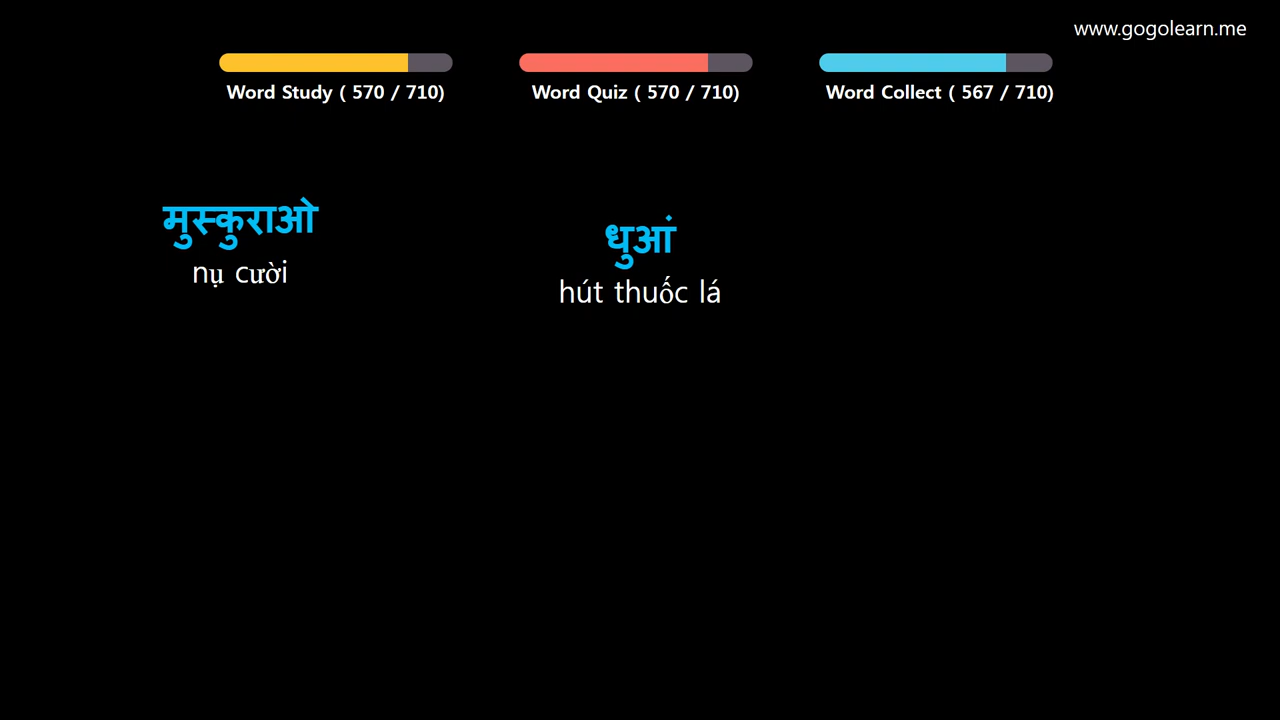 www.gogolearn.me
Word Study ( 570 / 710)
Word Quiz ( 570 / 710)
Word Collect ( 567 / 710)
मुस्कुराओ
nụ cười
धुआं
hút thuốc lá